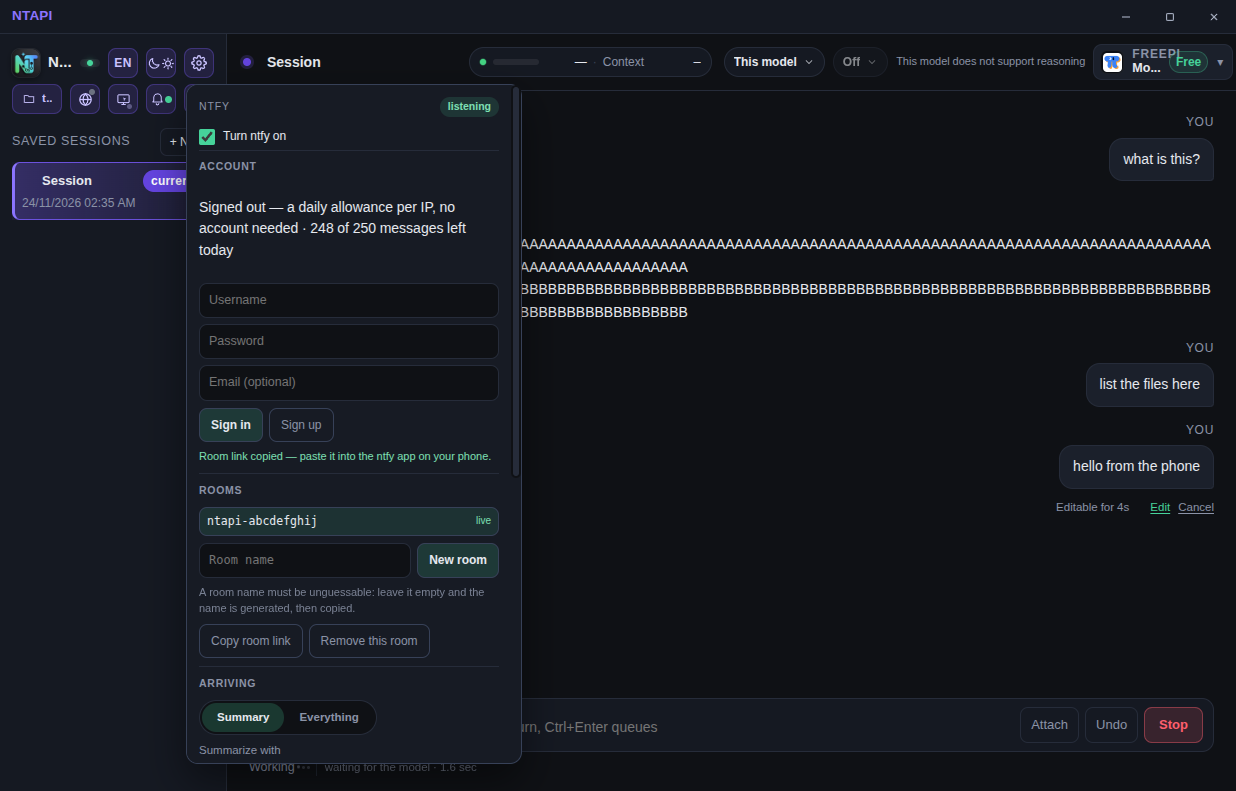 NTAPI
N...
EN
t..
SAVED SESSIONS
+ N
Session
curren
24/11/2026 02:35 AM
Session
— · Context –
This model
Off
This model does not support reasoning
FREEPI
Mo...
Free
NTFY
listening
Turn ntfy on
ACCOUNT
Signed out — a daily allowance per IP, no
account needed · 248 of 250 messages left
today
Username
Password
Email (optional)
Sign in
Sign up
Room link copied — paste it into the ntfy app on your phone.
ROOMS
ntapi-abcdefghij
live
Room name
New room
A room name must be unguessable: leave it empty and the
name is generated, then copied.
Copy room link
Remove this room
ARRIVING
Summary
Everything
Summarize with
YOU
what is this?
YOU
list the files here
YOU
hello from the phone
Editable for 4s
Edit
Cancel
urn, Ctrl+Enter queues
Attach
Undo
Stop
Working
waiting for the model · 1.6 sec